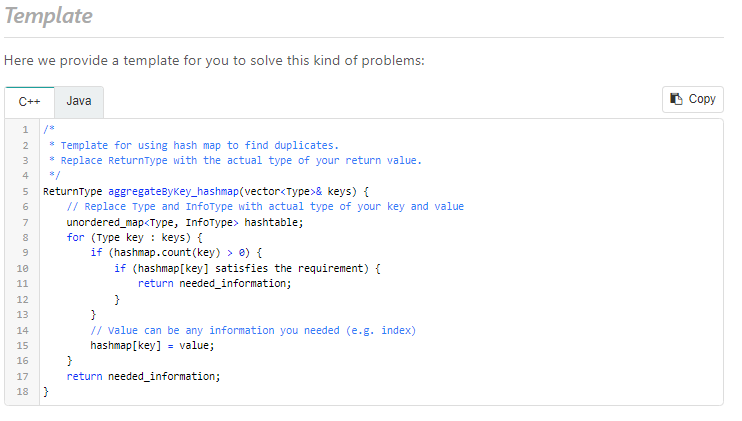 Template
Here we provide a template for you to solve this kind of problems:
C++ Java Copy
1 /*
2  * Template for using hash map to find duplicates.
3  * Replace ReturnType with the actual type of your return value.
4  */
5 ReturnType aggregateByKey_hashmap(vector<Type>& keys) {
6     // Replace Type and InfoType with actual type of your key and value
7     unordered_map<Type, InfoType> hashtable;
8     for (Type key : keys) {
9         if (hashmap.count(key) > 0) {
10             if (hashmap[key] satisfies the requirement) {
11                 return needed_information;
12             }
13         }
14         // Value can be any information you needed (e.g. index)
15         hashmap[key] = value;
16     }
17     return needed_information;
18 }